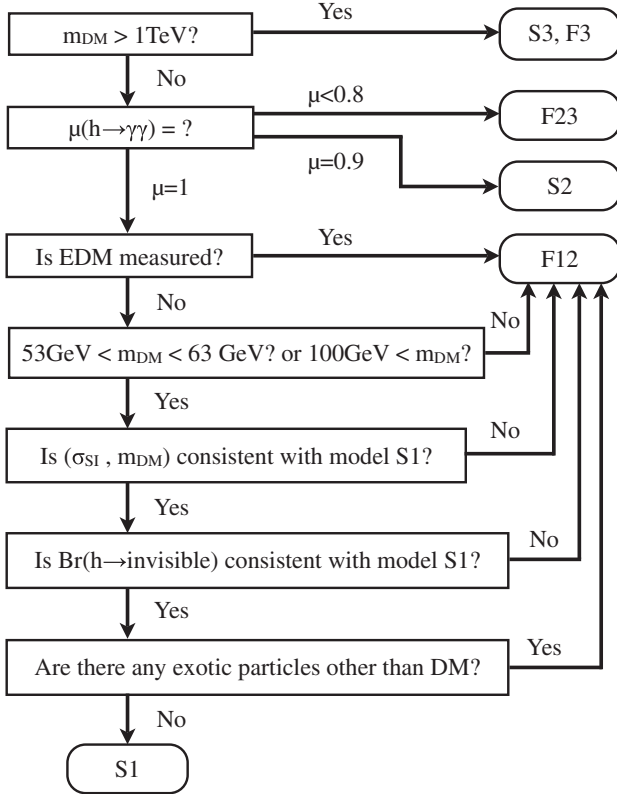 m_DM > 1TeV?
Yes
S3, F3
No
μ(h→γγ) = ?
μ<0.8
F23
μ=0.9
S2
μ=1
Is EDM measured?
Yes
F12
No
53GeV < m_DM < 63 GeV? or 100GeV < m_DM?
No
Yes
Is (σ_SI , m_DM) consistent with model S1?
No
Yes
Is Br(h→invisible) consistent with model S1?
No
Yes
Are there any exotic particles other than DM?
Yes
No
S1